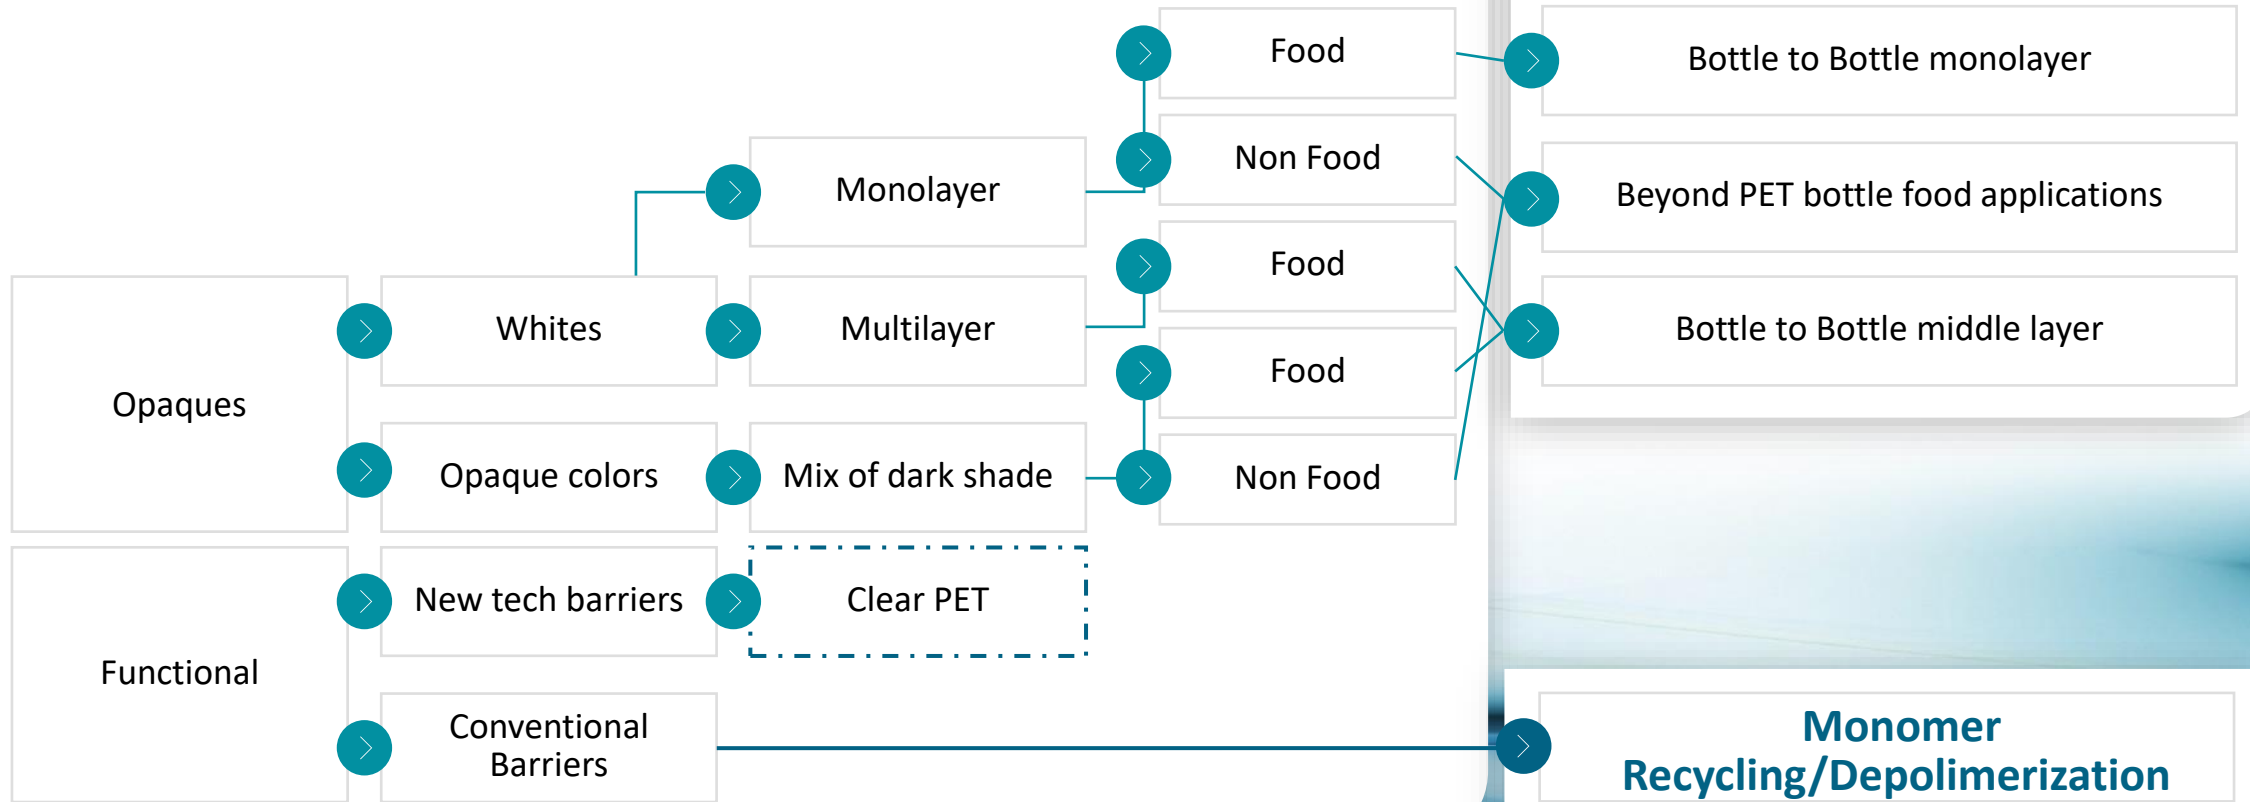 Food
Bottle to Bottle monolayer
Non Food
Monolayer
Beyond PET bottle food applications
Food
Whites
Multilayer
Bottle to Bottle middle layer
Food
Opaques
Opaque colors
Mix of dark shade
Non Food
New tech barriers
Clear PET
Functional
Conventional
Barriers
Monomer
Recycling/Depolimerization